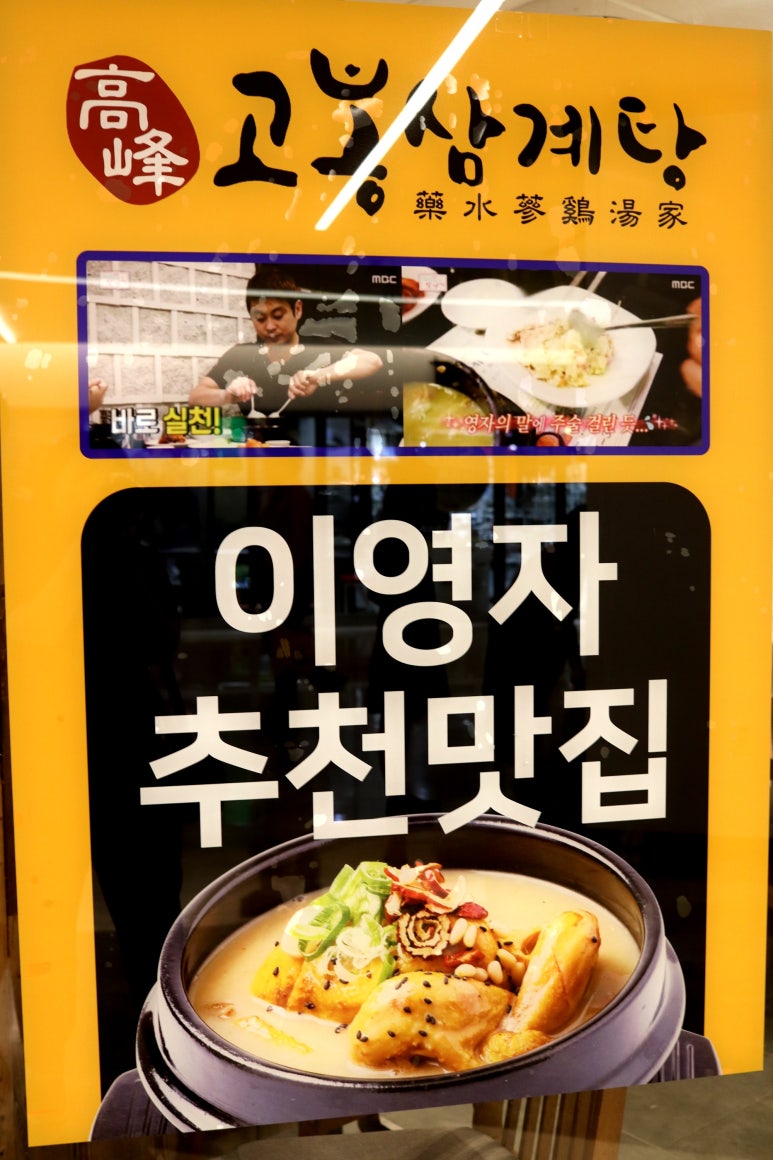 高峰
고봉삼계탕
藥水蔘鷄湯家
MBC
바로 실천!
MBC
영자의 말에 주술 걸린 듯...
이영자
추천맛집